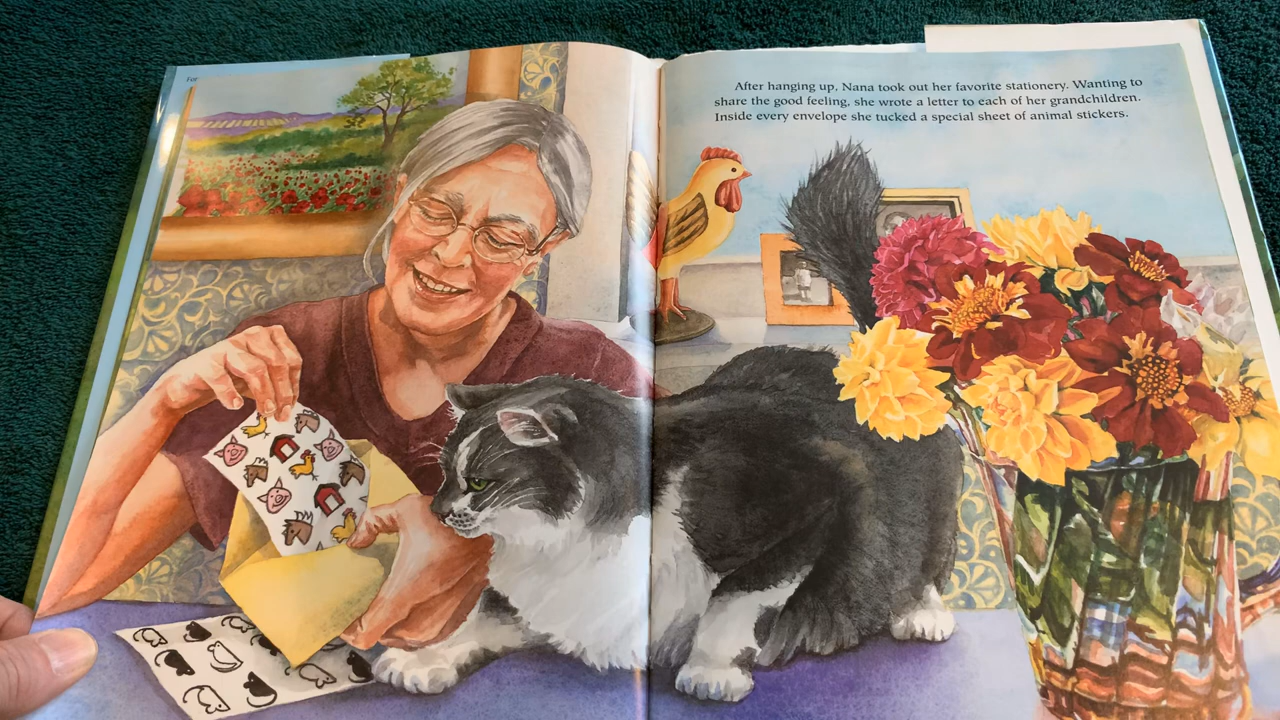 For
After hanging up, Nana took out her favorite stationery. Wanting to
share the good feeling, she wrote a letter to each of her grandchildren.
Inside every envelope she tucked a special sheet of animal stickers.